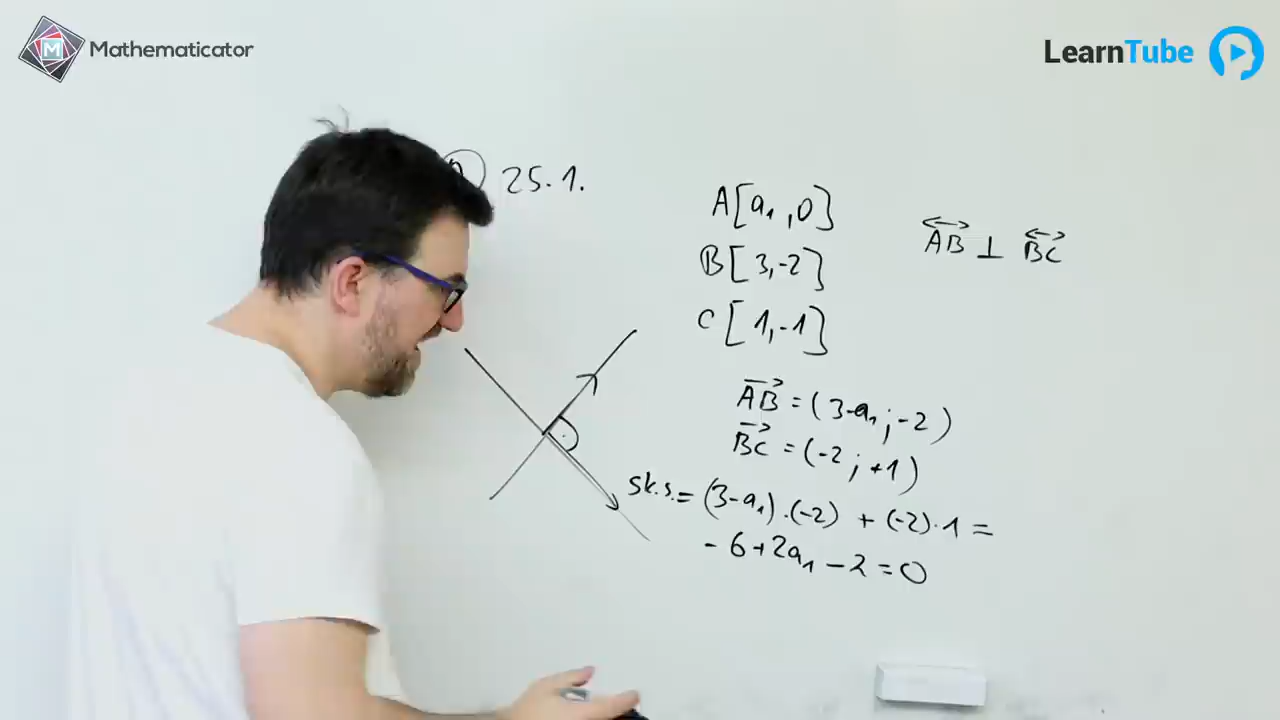 Mathematicator
LearnTube
25.1.
A[a₁,0]
B[3,-2]
C[1,-1]
↔AB ⊥ ↔BC
→AB = (3-a₁;-2)
→BC = (-2;+1)
sk.s. = (3-a₁).(-2) + (-2).1 =
-6+2a₁-2=0